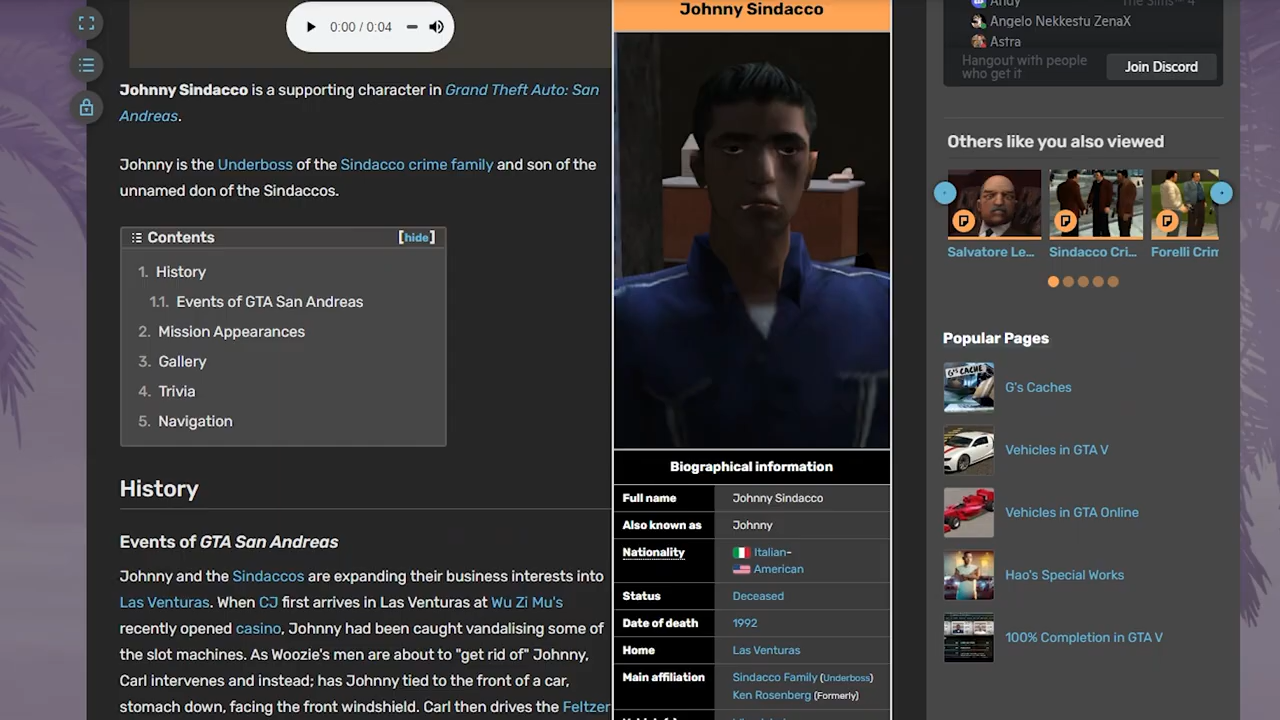 0:00 / 0:04
Johnny Sindacco is a supporting character in Grand Theft Auto: San
Andreas.
Johnny is the Underboss of the Sindacco crime family and son of the
unnamed don of the Sindaccos.
Contents [hide]
1. History
1.1. Events of GTA San Andreas
2. Mission Appearances
3. Gallery
4. Trivia
5. Navigation
History
Events of GTA San Andreas
Johnny and the Sindaccos are expanding their business interests into
Las Venturas. When CJ first arrives in Las Venturas at Wu Zi Mu's
recently opened casino, Johnny had been caught vandalising some of
the slot machines. Woozie's men are about to "get rid of" Johnny,
Carl intervenes and instead; has Johnny tied to the front of a car,
stomach down, facing the front windshield. Carl then drives the Feltzer
Johnny Sindacco
Biographical information
Full name Johnny Sindacco
Also known as Johnny
Nationality Italian-
American
Status Deceased
Date of death 1992
Home Las Venturas
Main affiliation Sindacco Family (Underboss)
Ken Rosenberg (Formerly)
Andy The Sims™ 4
Angelo Nekkestu ZenaX
Astra
Hangout with people
who get it
Join Discord
Others like you also viewed
Salvatore Le...
Sindacco Cri...
Forelli Crim
Popular Pages
G'S CACHE
G's Caches
Vehicles in GTA V
Vehicles in GTA Online
Hao's Special Works
100% Completion in GTA V